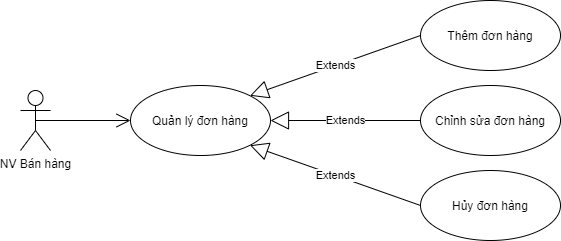 Thêm đơn hàng
Extends
NV Bán hàng
Quản lý đơn hàng
Extends
Chỉnh sửa đơn hàng
Extends
Hủy đơn hàng